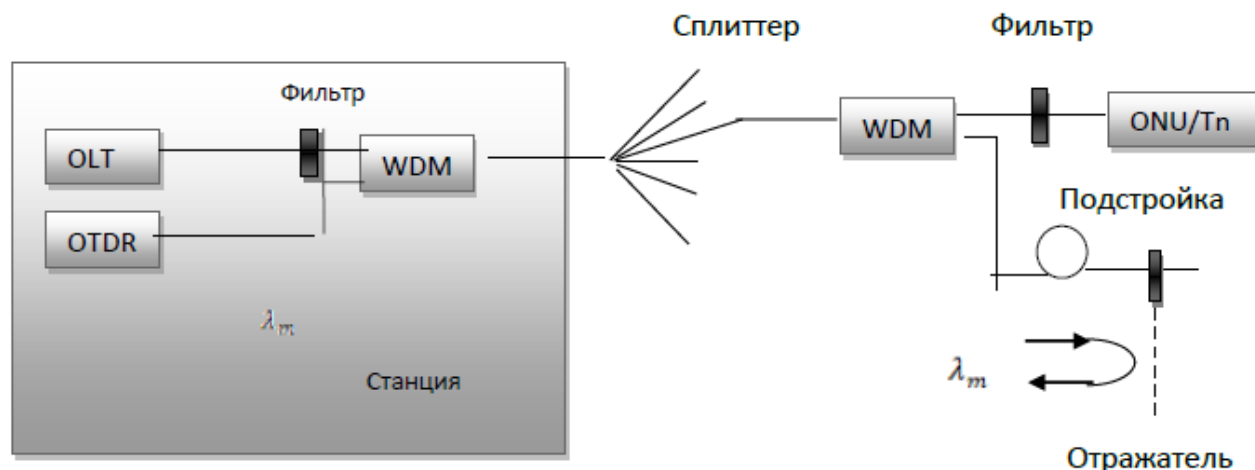 Сплиттер
Фильтр
Фильтр
OLT
WDM
WDM
ONU/Tn
OTDR
Подстройка
λm
Станция
λm
Отражатель